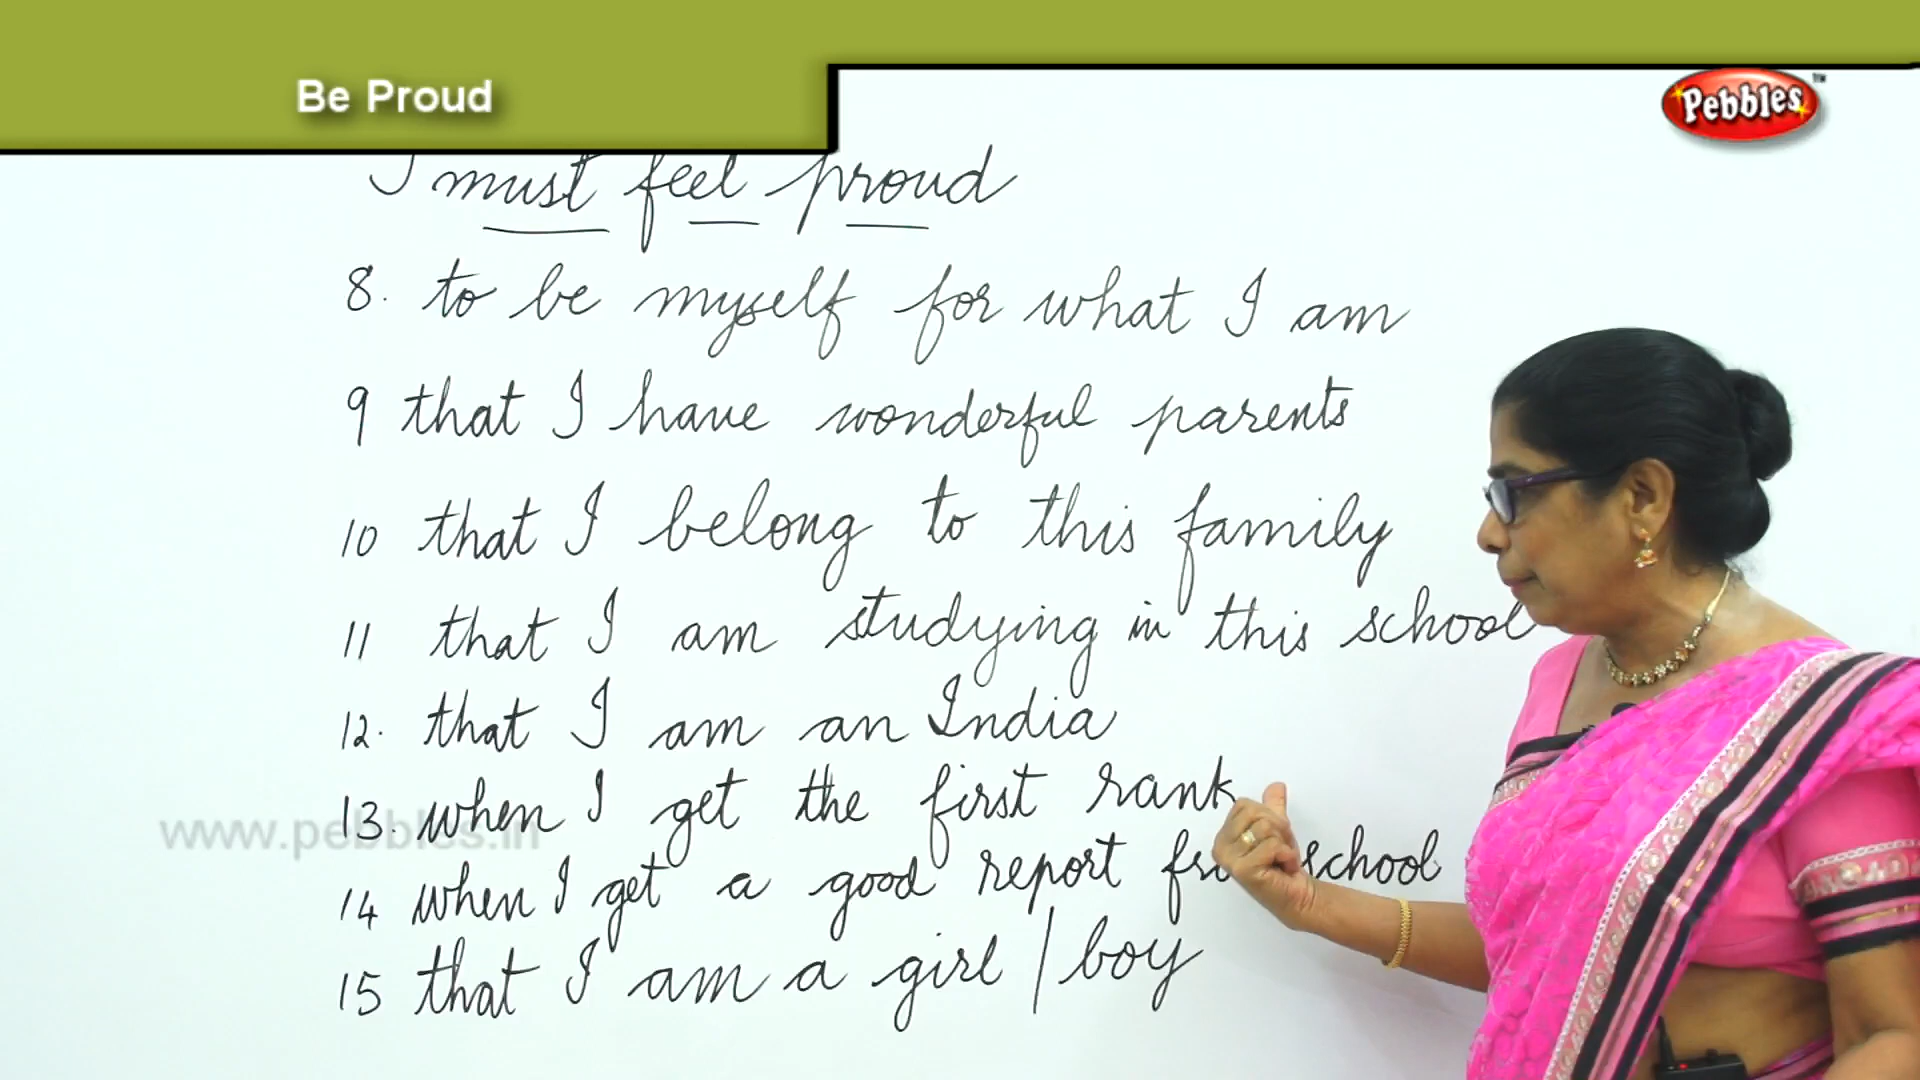 Be Proud
Pebbles TM
I must feel proud
8. to be myself for what I am
9 that I have wonderful parents
10 that I belong to this family
11 that I am studying in this school
12. that I am an India
13. when I get the first rank
www.pebbles.in
14 when I get a good report school
15 that I am a girl / boy